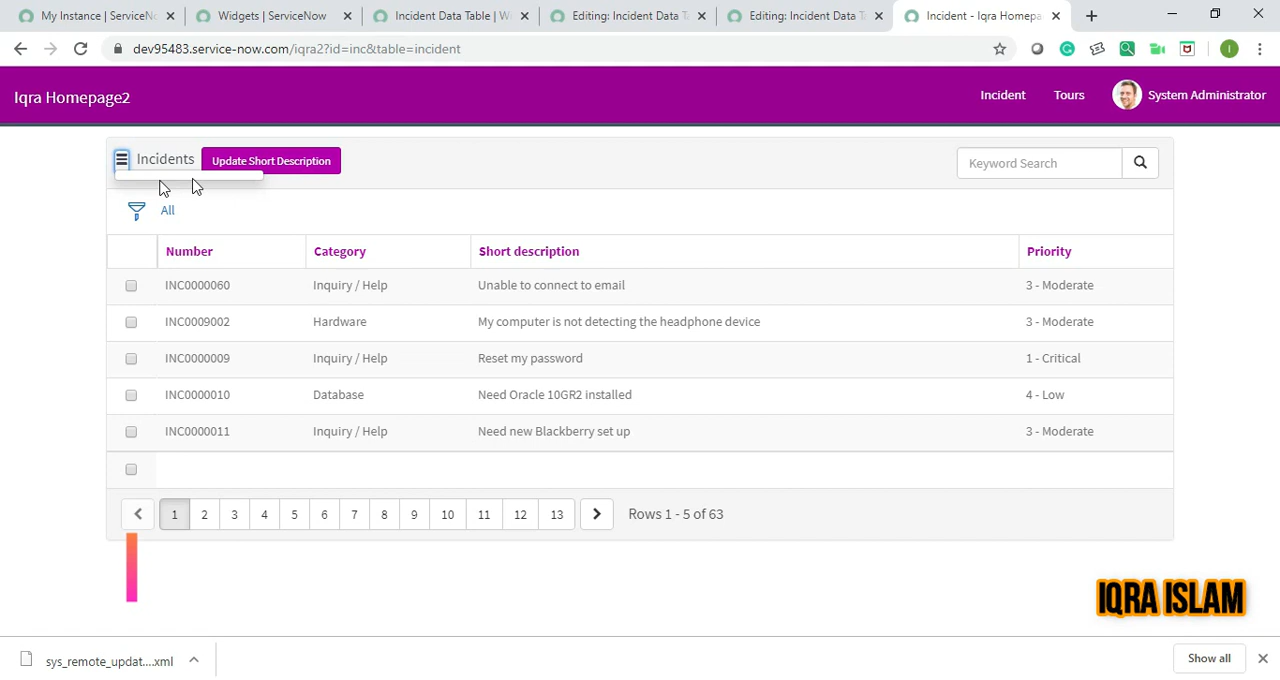 My Instance | ServiceNo
Widgets | ServiceNow
Incident Data Table | Wi
Editing: Incident Data T
Editing: Incident Data T
Incident - Iqra Homepa
dev95483.service-now.com/iqra2?id=inc&table=incident
I
Iqra Homepage2
Incident
Tours
System Administrator
Incidents
Update Short Description
Keyword Search
All
Number Category Short description Priority
INC0000060 Inquiry / Help Unable to connect to email 3 - Moderate
INC0009002 Hardware My computer is not detecting the headphone device 3 - Moderate
INC0000009 Inquiry / Help Reset my password 1 - Critical
INC0000010 Database Need Oracle 10GR2 installed 4 - Low
INC0000011 Inquiry / Help Need new Blackberry set up 3 - Moderate
1 2 3 4 5 6 7 8 9 10 11 12 13 Rows 1 - 5 of 63
IQRA ISLAM
sys_remote_updat....xml
Show all